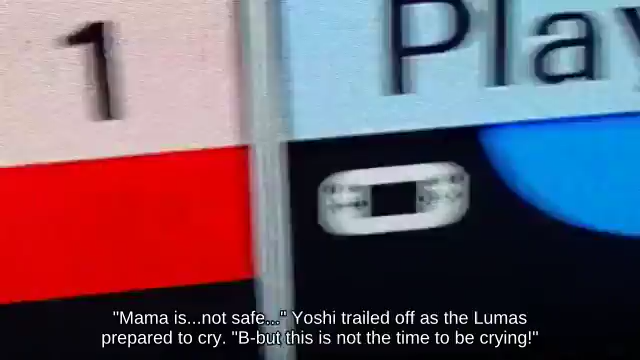 1
Pla
"Mama is...not safe..." Yoshi trailed off as the Lumas
prepared to cry. "B-but this is not the time to be crying!"